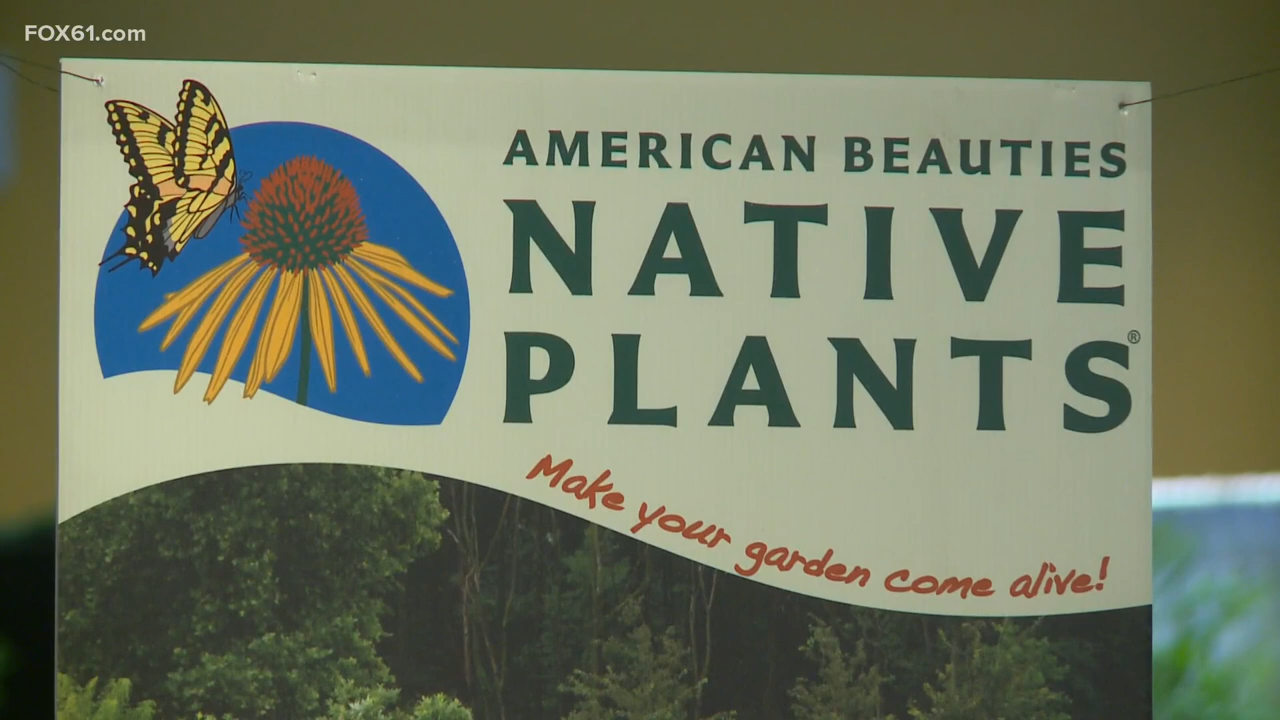 FOX61.com
AMERICAN BEAUTIES
NATIVE
PLANTS®
Make your garden come alive!